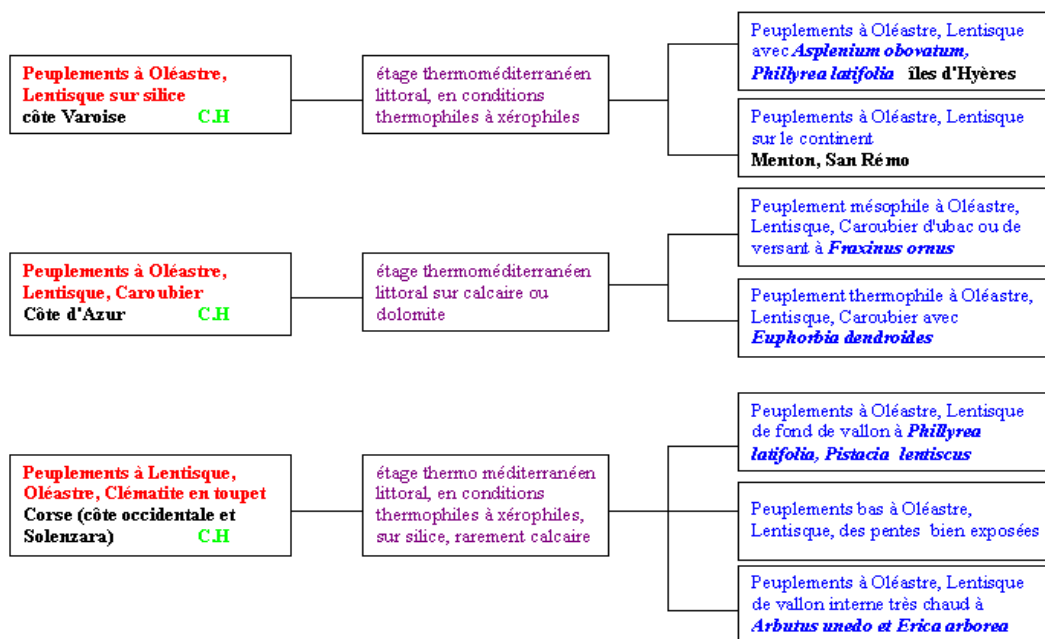 Peuplements à Oléastre,
Lentisque sur silice
côte Varoise C.H
étage thermoméditerranéen
littoral, en conditions
thermophiles à xérophiles
Peuplements à Oléastre, Lentisque
avec Asplenium obovatum,
Phillyrea latifolia îles d'Hyères
Peuplements à Oléastre, Lentisque
sur le continent
Menton, San Rémo
Peuplements à Oléastre,
Lentisque, Caroubier
Côte d'Azur C.H
étage thermoméditerranéen
littoral sur calcaire ou
dolomite
Peuplement mésophile à Oléastre,
Lentisque, Caroubier d'ubac ou de
versant à Fraxinus ornus
Peuplement thermophile à Oléastre,
Lentisque, Caroubier avec
Euphorbia dendroides
Peuplements à Lentisque,
Oléastre, Clématite en toupet
Corse (côte occidentale et
Solenzara) C.H
étage thermo méditerranéen
littoral, en conditions
thermophiles à xérophiles,
sur silice, rarement calcaire
Peuplements à Oléastre, Lentisque
de fond de vallon à Phillyrea
latifolia, Pistacia lentiscus
Peuplements bas à Oléastre,
Lentisque, des pentes bien exposées
Peuplements à Oléastre, Lentisque
de vallon interne très chaud à
Arbutus unedo et Erica arborea